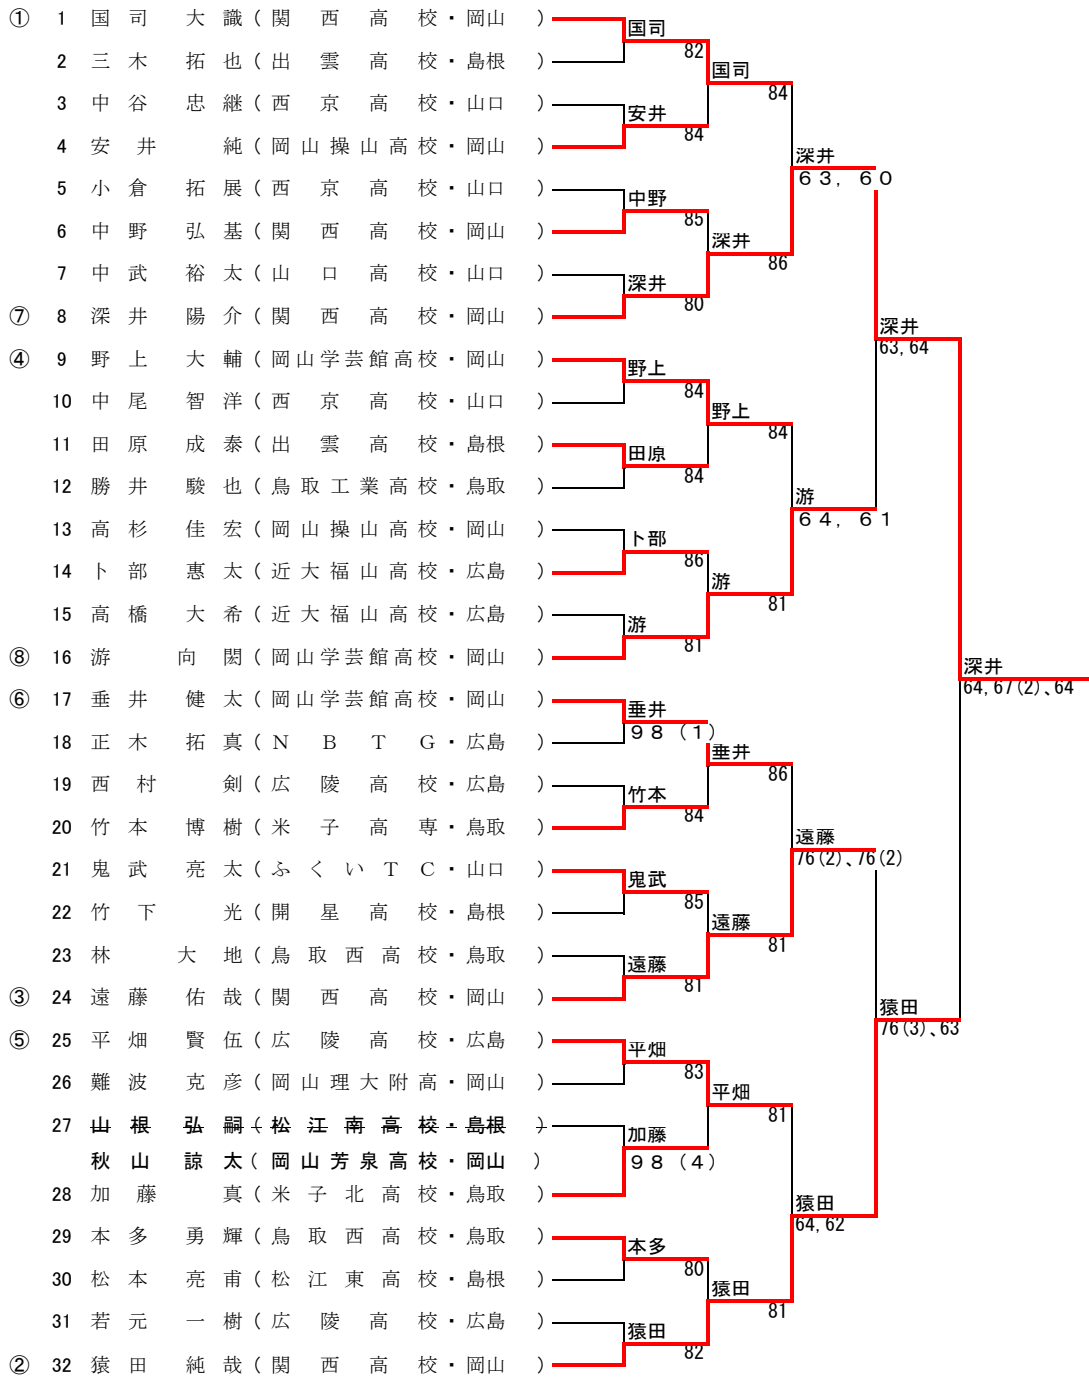 ① 1 国司 大識 (関西高校・岡山)
国司
82
2 三木 拓也 (出雲高校・島根)
国司
84
3 中谷 忠継 (西京高校・山口)
安井
84
4 安井 純 (岡山操山高校・岡山)
深井
63, 60
5 小倉 拓展 (西京高校・山口)
中野
85
6 中野 弘基 (関西高校・岡山)
深井
86
7 中武 裕太 (山口高校・山口)
深井
80
⑦ 8 深井 陽介 (関西高校・岡山)
深井
63,64
④ 9 野上 大輔 (岡山学芸館高校・岡山)
野上
84
10 中尾 智洋 (西京高校・山口)
野上
84
11 田原 成泰 (出雲高校・島根)
田原
84
12 勝井 駿也 (鳥取工業高校・鳥取)
游
64, 61
13 高杉 佳宏 (岡山操山高校・岡山)
卜部
86
14 卜部 惠太 (近大福山高校・広島)
游
81
15 高橋 大希 (近大福山高校・広島)
游
81
⑧ 16 游 向閎 (岡山学芸館高校・岡山)
深井
64,67(2)、64
⑥ 17 垂井 健太 (岡山学芸館高校・岡山)
垂井
98(1)
18 正木 拓真 (NBTG・広島)
垂井
86
19 西村 剣 (広陵高校・広島)
竹本
84
20 竹本 博樹 (米子高専・鳥取)
遠藤
76(2)、76(2)
21 鬼武 亮太 (ふくいTC・山口)
鬼武
85
22 竹下 光 (開星高校・島根)
遠藤
81
23 林 大地 (鳥取西高校・鳥取)
遠藤
81
③ 24 遠藤 佑哉 (関西高校・岡山)
猿田
76(3)、63
⑤ 25 平畑 賢伍 (広陵高校・広島)
平畑
83
26 難波 克彦 (岡山理大附高・岡山)
平畑
81
27 山根 弘嗣 (松江南高校・島根)
加藤
98(4)
秋山 諒太 (岡山芳泉高校・岡山)
28 加藤 真 (米子北高校・鳥取)
猿田
64,62
29 本多 勇輝 (鳥取西高校・鳥取)
本多
80
30 松本 亮甫 (松江東高校・島根)
猿田
81
31 若元 一樹 (広陵高校・広島)
猿田
82
② 32 猿田 純哉 (関西高校・岡山)